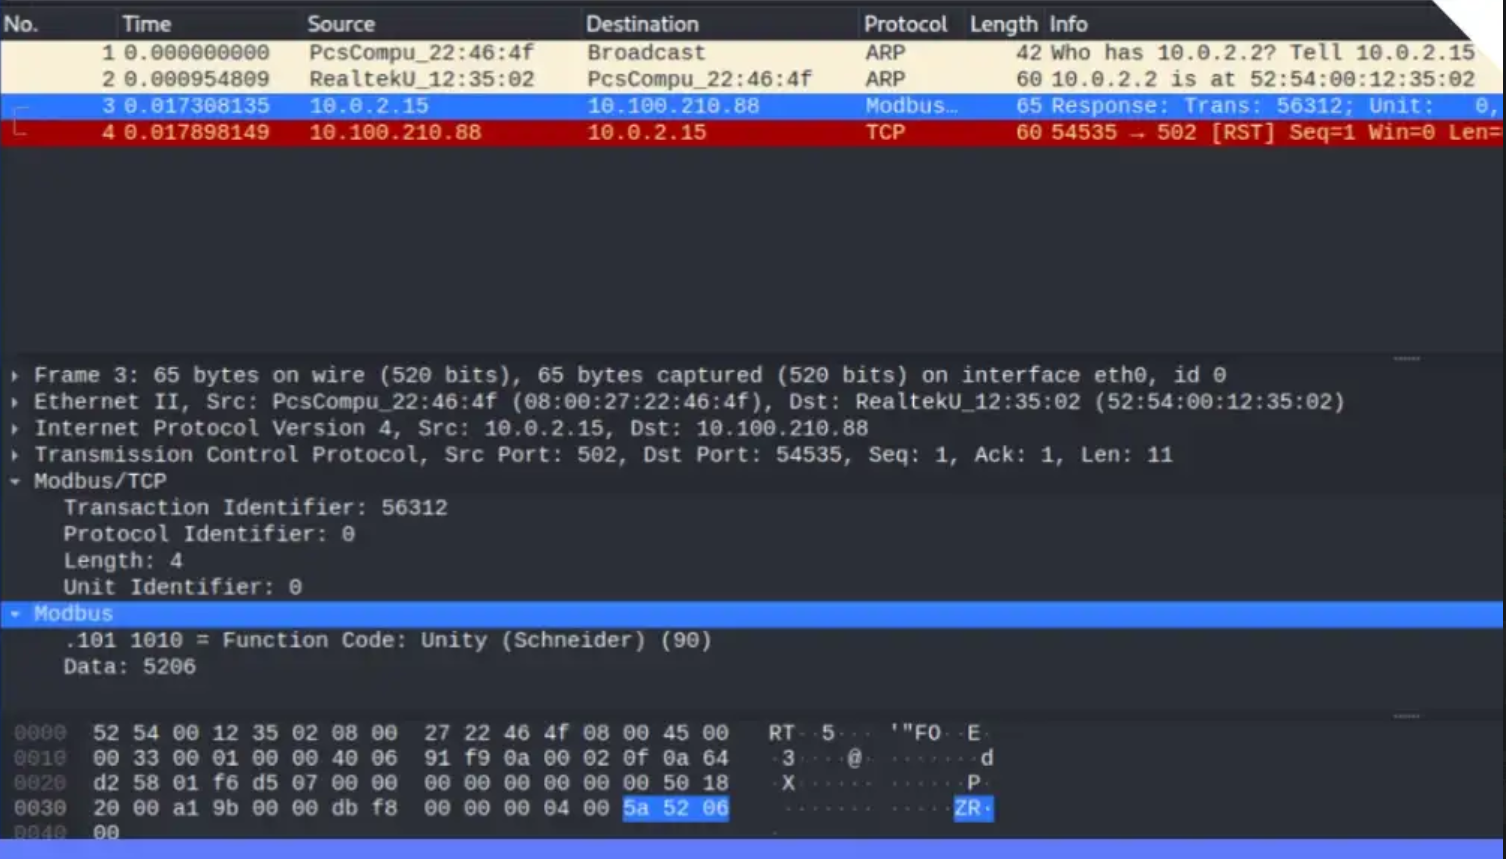 No. Time Source Destination Protocol Length Info
1 0.000000000 PcsCompu_22:46:4f Broadcast ARP 42 Who has 10.0.2.2? Tell 10.0.2.15
2 0.000954809 RealtekU_12:35:02 PcsCompu_22:46:4f ARP 60 10.0.2.2 is at 52:54:00:12:35:02
3 0.017308135 10.0.2.15 10.100.210.88 Modbus… 65 Response: Trans: 56312; Unit: 0,
4 0.017898149 10.100.210.88 10.0.2.15 TCP 60 54535 → 502 [RST] Seq=1 Win=0 Len=
Frame 3: 65 bytes on wire (520 bits), 65 bytes captured (520 bits) on interface eth0, id 0
Ethernet II, Src: PcsCompu_22:46:4f (08:00:27:22:46:4f), Dst: RealtekU_12:35:02 (52:54:00:12:35:02)
Internet Protocol Version 4, Src: 10.0.2.15, Dst: 10.100.210.88
Transmission Control Protocol, Src Port: 502, Dst Port: 54535, Seq: 1, Ack: 1, Len: 11
Modbus/TCP
Transaction Identifier: 56312
Protocol Identifier: 0
Length: 4
Unit Identifier: 0
Modbus
.101 1010 = Function Code: Unity (Schneider) (90)
Data: 5206
0000 52 54 00 12 35 02 08 00 27 22 46 4f 08 00 45 00 RT··5··· '"FO··E·
0010 00 33 00 01 00 00 40 06 91 f9 0a 00 02 0f 0a 64 ·3····@· ·······d
0020 d2 58 01 f6 d5 07 00 00 00 00 00 00 00 00 50 18 ·X······ ······P·
0030 20 00 a1 9b 00 00 db f8 00 00 00 04 00 5a 52 06 ······· ·····ZR·
0040 00 ·